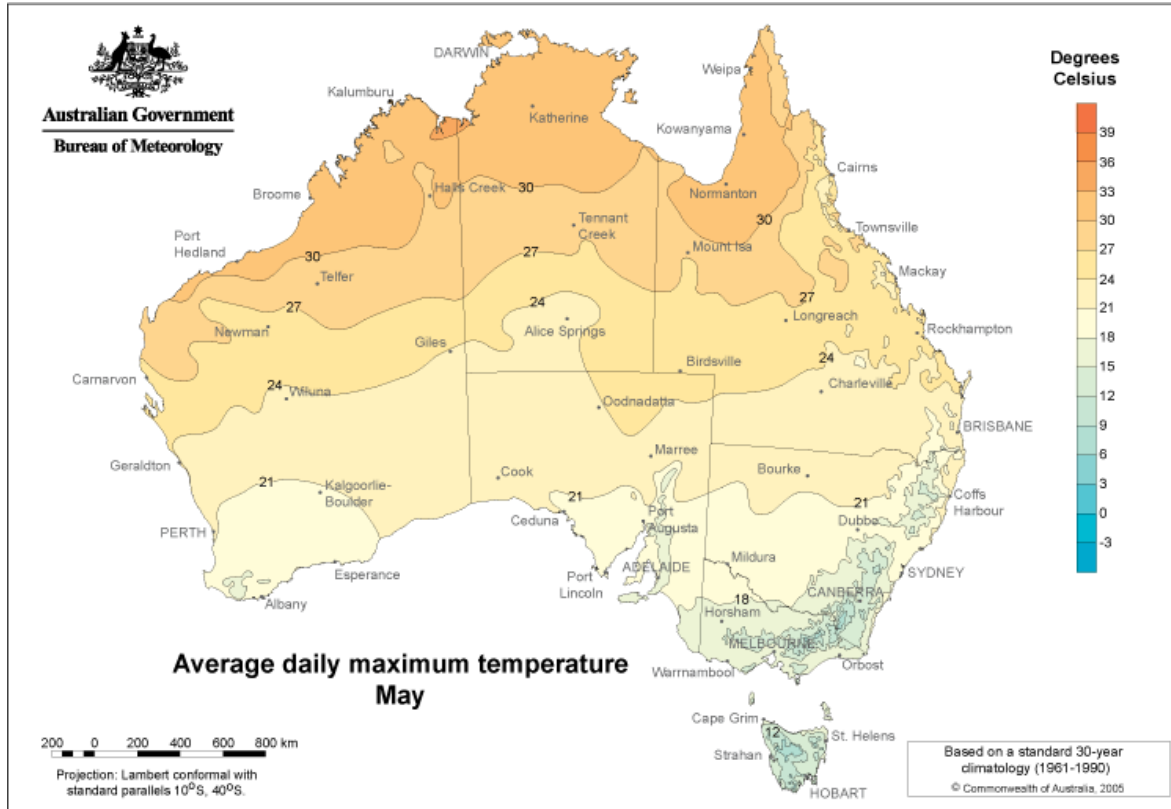 Australian Government
Bureau of Meteorology
DARWIN
Kalumburu
Katherine
Weipa
Kowanyama
Cairns
Broome
Halls Creek
30
Normanton
30
Tennant
Creek
Townsville
Port
Hedland
30
Telfer
27
Mount Isa
Mackay
27
Newman
24
Alice Springs
27
Longreach
Rockhampton
Giles
Carnarvon
24
Wiluna
Birdsville
24
Charleville
Oodnadatta
BRISBANE
Geraldton
Marree
Cook
Bourke
21
Kalgoorlie-
Boulder
21
21
Coffs
Harbour
Ceduna
Port
Augusta
Dubbo
PERTH
Mildura
Esperance
Port
Lincoln
ADELAIDE
SYDNEY
Albany
18
CANBERRA
Horsham
MELBOURNE
Warrnambool
Orbost
Cape Grim
12
St. Helens
Strahan
HOBART
Degrees
Celsius
39
36
33
30
27
24
21
18
15
12
9
6
3
0
-3
Average daily maximum temperature
May
200 0 200 400 600 800 km
Projection: Lambert conformal with
standard parallels 10°S, 40°S.
Based on a standard 30-year
climatology (1961-1990)
© Commonwealth of Australia, 2005